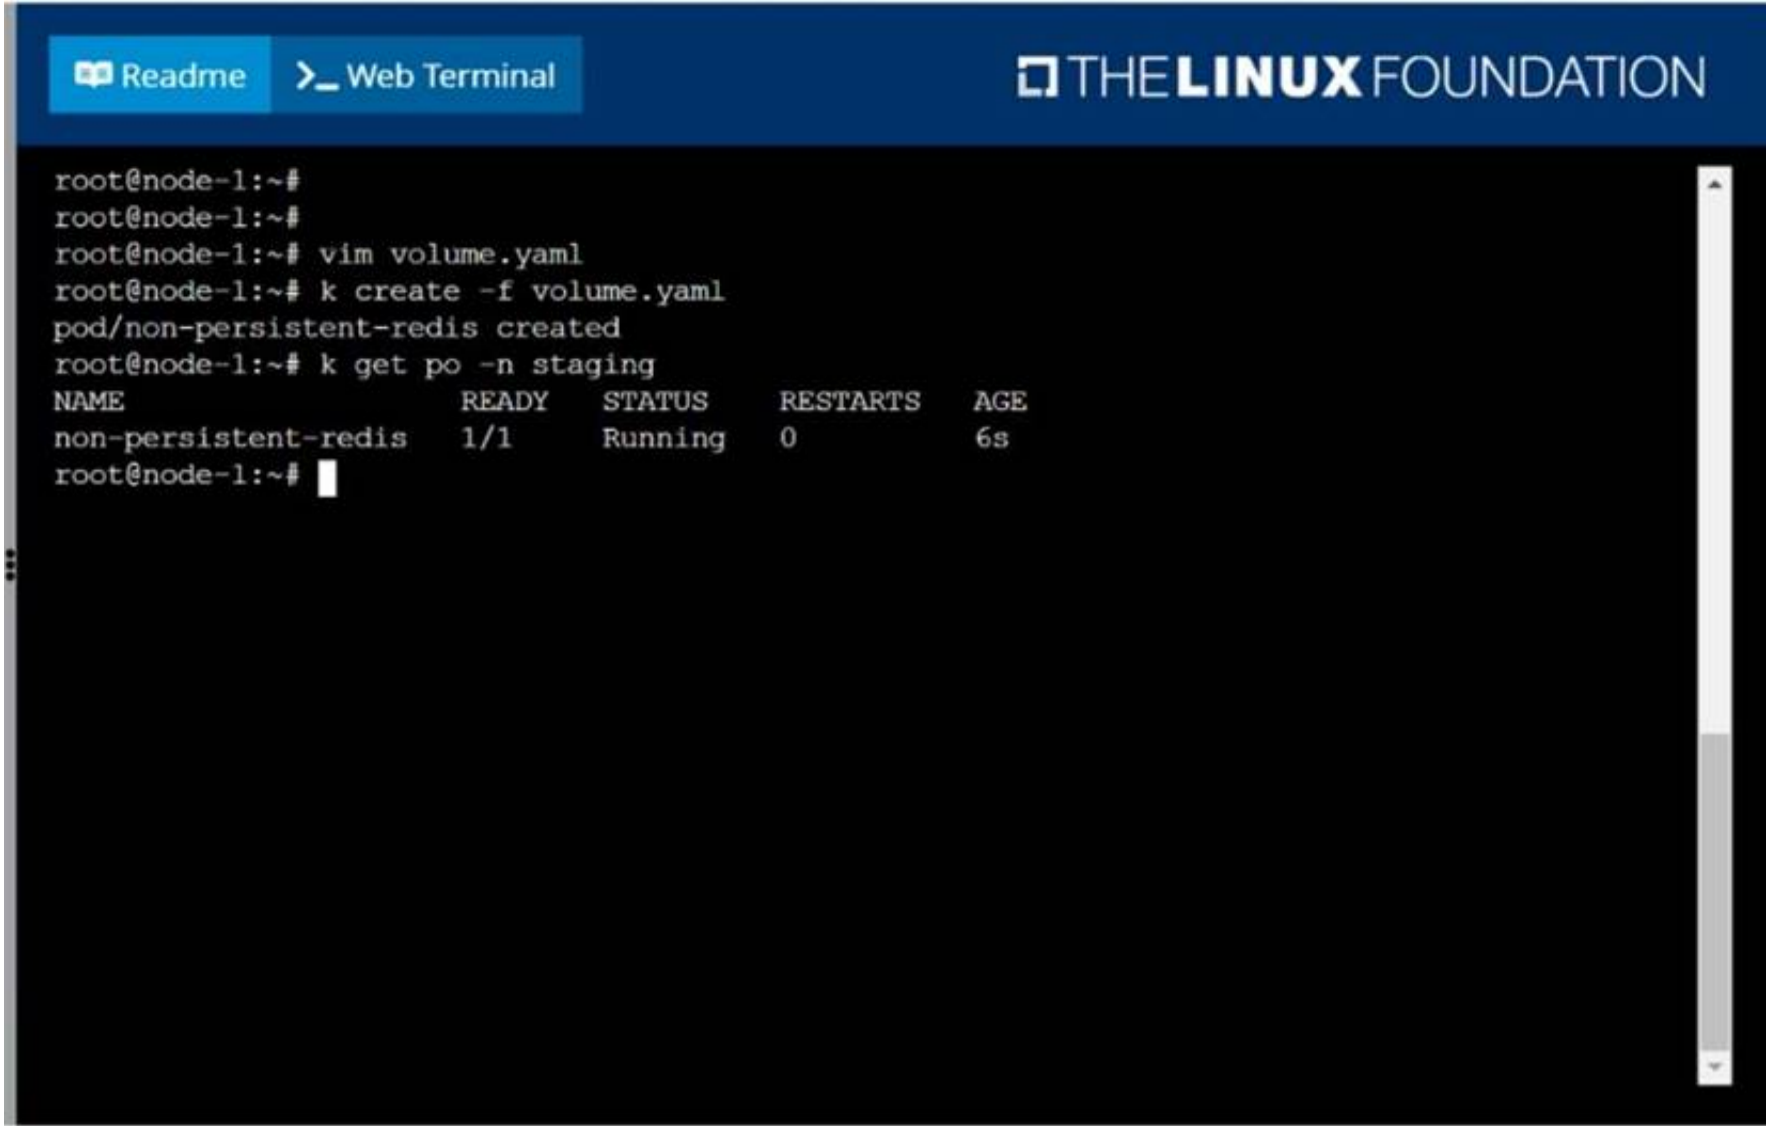 Readme >_ Web Terminal THE LINUX FOUNDATION
root@node-1:~#
root@node-1:~#
root@node-1:~# vim volume.yaml
root@node-1:~# k create -f volume.yaml
pod/non-persistent-redis created
root@node-1:~# k get po -n staging
NAME READY STATUS RESTARTS AGE
non-persistent-redis 1/1 Running 0 6s
root@node-1:~#